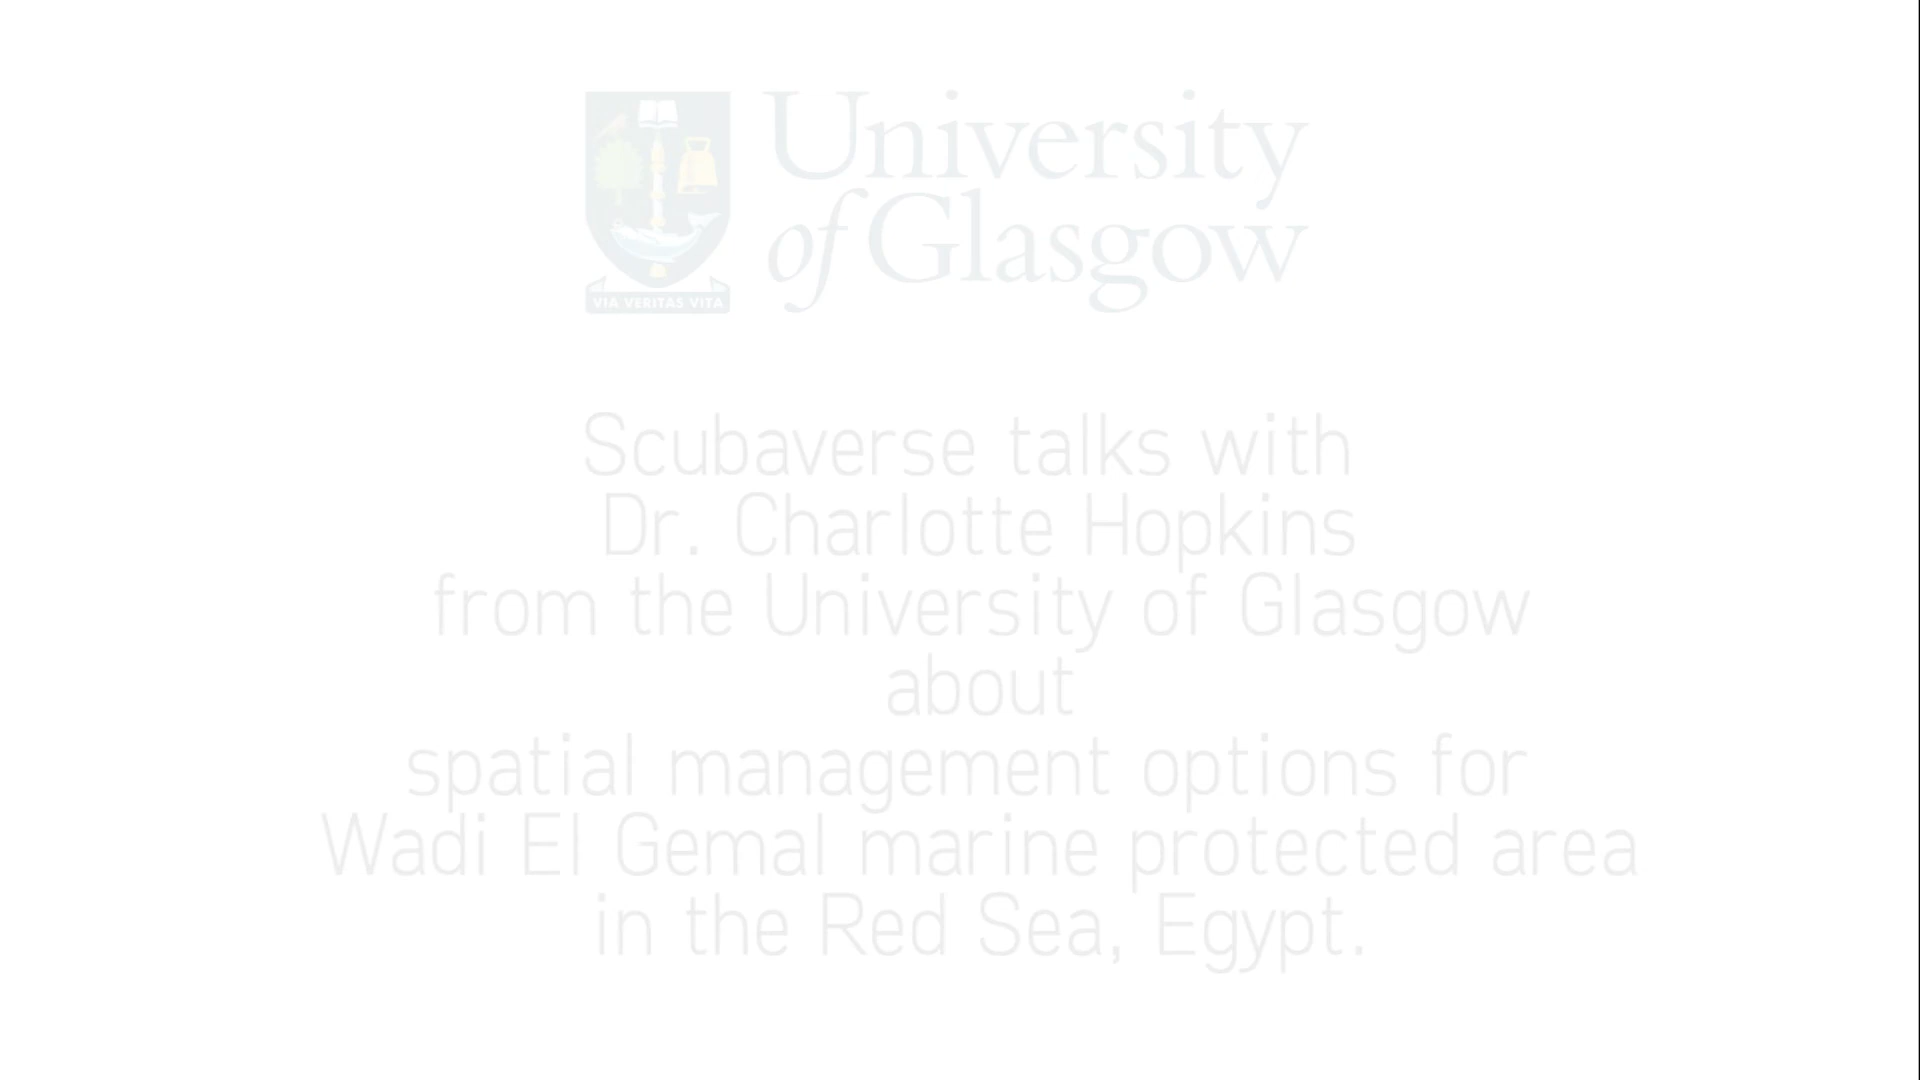 University
of Glasgow
VIA VERITAS VITA
Scubaverse talks with
Dr. Charlotte Hopkins
from the University of Glasgow
about
spatial management options for
Wadi El Gemal marine protected area
in the Red Sea, Egypt.